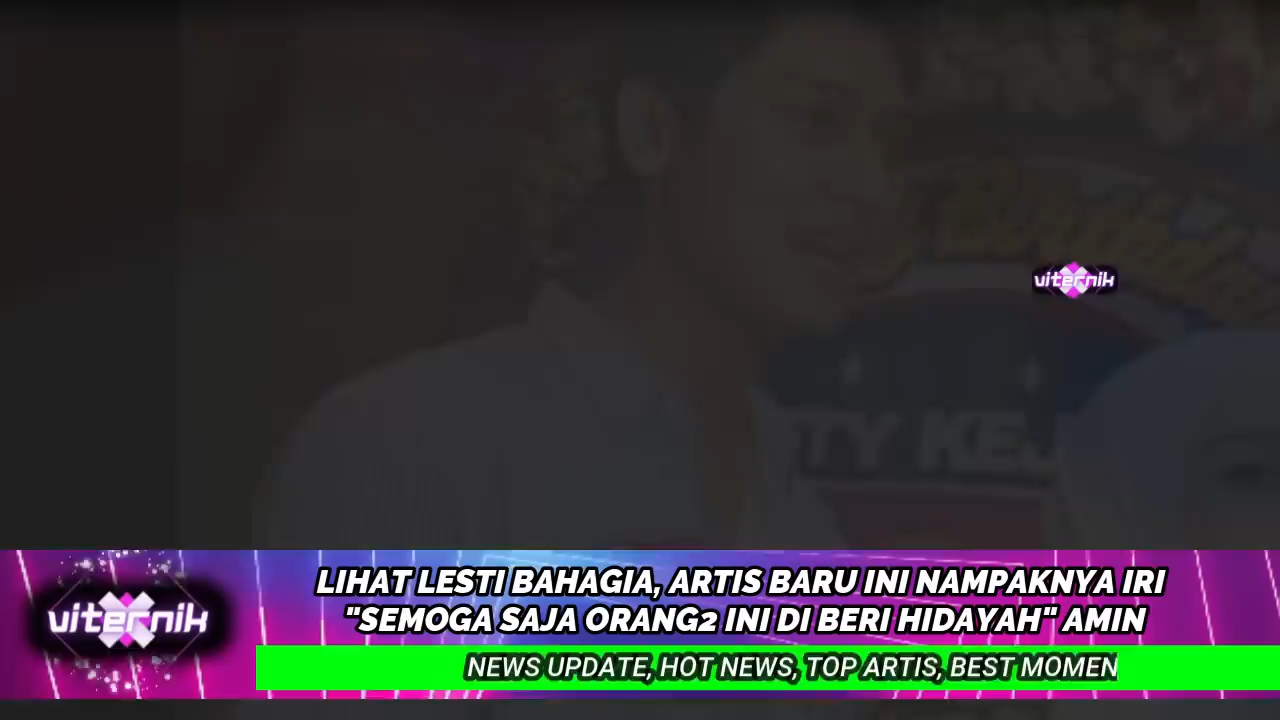 viternik
LIHAT LESTI BAHAGIA, ARTIS BARU INI NAMPAKNYA IRI
"SEMOGA SAJA ORANG2 INI DI BERI HIDAYAH" AMIN
viternik
NEWS UPDATE, HOT NEWS, TOP ARTIS, BEST MOMEN